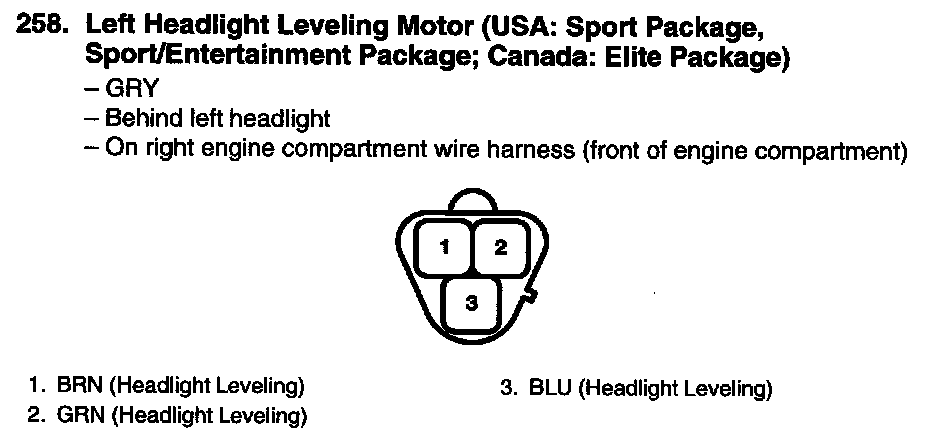 258. Left Headlight Leveling Motor (USA: Sport Package,
Sport/Entertainment Package; Canada: Elite Package)
– GRY
– Behind left headlight
– On right engine compartment wire harness (front of engine compartment)
1 2
3
1. BRN (Headlight Leveling)
2. GRN (Headlight Leveling)
3. BLU (Headlight Leveling)